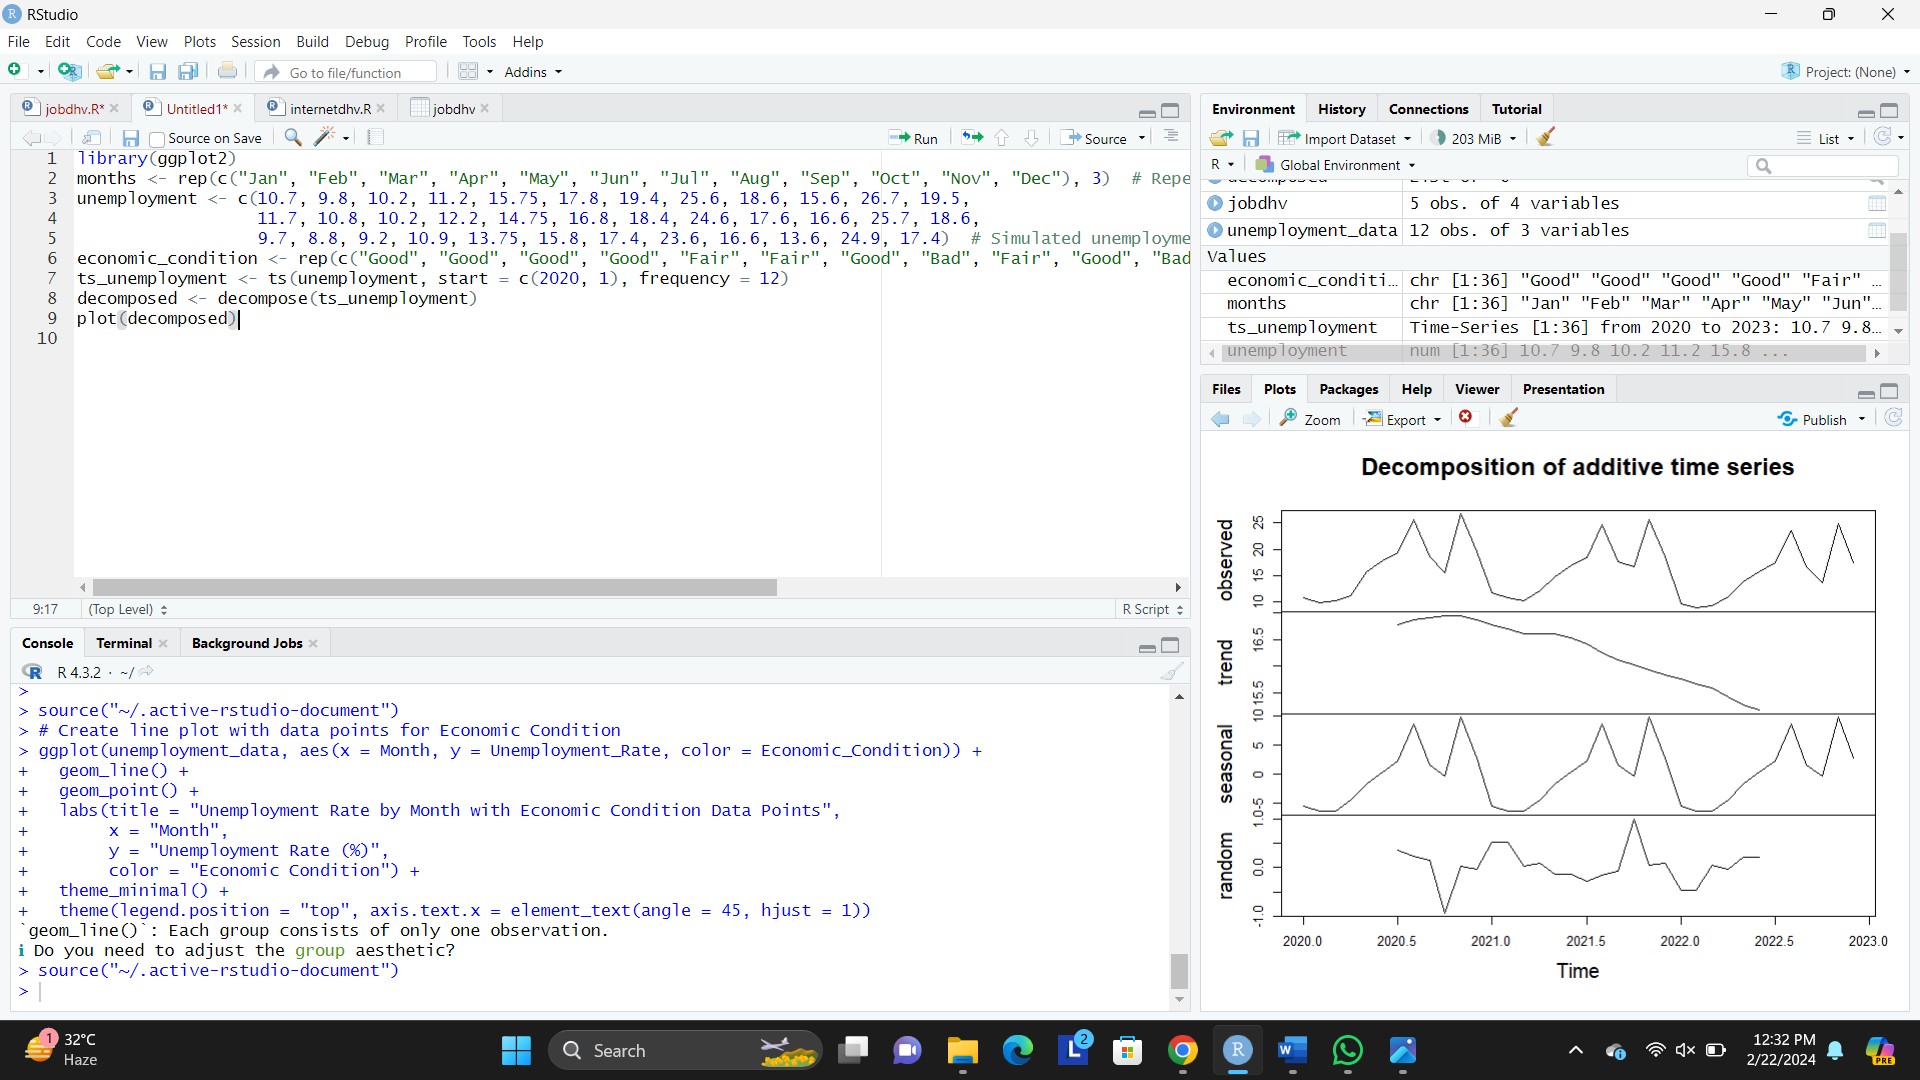 RStudio
File Edit Code View Plots Session Build Debug Profile Tools Help
Go to file/function
Addins
Project: (None)
jobdhv.R*
Untitled1*
internetdhv.R
jobdhv
Source on Save
Run
Source
1 library(ggplot2)
2 months <- rep(c("Jan", "Feb", "Mar", "Apr", "May", "Jun", "Jul", "Aug", "Sep", "Oct", "Nov", "Dec"), 3)  # Repe
3 unemployment <- c(10.7, 9.8, 10.2, 11.2, 15.75, 17.8, 19.4, 25.6, 18.6, 15.6, 26.7, 19.5,
4 11.7, 10.8, 10.2, 12.2, 14.75, 16.8, 18.4, 24.6, 17.6, 16.6, 25.7, 18.6,
5 9.7, 8.8, 9.2, 10.9, 13.75, 15.8, 17.4, 23.6, 16.6, 13.6, 24.9, 17.4)  # Simulated unemployme
6 economic_condition <- rep(c("Good", "Good", "Good", "Good", "Fair", "Fair", "Good", "Bad", "Fair", "Good", "Bad
7 ts_unemployment <- ts(unemployment, start = c(2020, 1), frequency = 12)
8 decomposed <- decompose(ts_unemployment)
9 plot(decomposed)
10
9:17
(Top Level)
R Script
Console Terminal Background Jobs
R 4.3.2 · ~/
>
> source("~/.active-rstudio-document")
> # Create line plot with data points for Economic Condition
> ggplot(unemployment_data, aes(x = Month, y = Unemployment_Rate, color = Economic_Condition)) +
+   geom_line() +
+   geom_point() +
+   labs(title = "Unemployment Rate by Month with Economic Condition Data Points",
+        x = "Month",
+        y = "Unemployment Rate (%)",
+        color = "Economic Condition") +
+   theme_minimal() +
+   theme(legend.position = "top", axis.text.x = element_text(angle = 45, hjust = 1))
`geom_line()`: Each group consists of only one observation.
ℹ Do you need to adjust the group aesthetic?
> source("~/.active-rstudio-document")
>
Environment History Connections Tutorial
Import Dataset
203 MiB
List
R
Global Environment
jobdhv 5 obs. of 4 variables
unemployment_data 12 obs. of 3 variables
Values
economic_conditi… chr [1:36] "Good" "Good" "Good" "Good" "Fair" …
months chr [1:36] "Jan" "Feb" "Mar" "Apr" "May" "Jun"…
ts_unemployment Time-Series [1:36] from 2020 to 2023: 10.7 9.8…
unemployment num [1:36] 10.7 9.8 10.2 11.2 15.8 ...
Files Plots Packages Help Viewer Presentation
Zoom
Export
Publish
Decomposition of additive time series
observed
10 15 20 25
trend
15.5 16.5
seasonal
-5 0 5 10
random
-1.0 0.0 1.0
2020.0 2020.5 2021.0 2021.5 2022.0 2022.5 2023.0
Time
1
32°C
Haze
Search
L
2
R
W
12:32 PM
2/22/2024
PRE